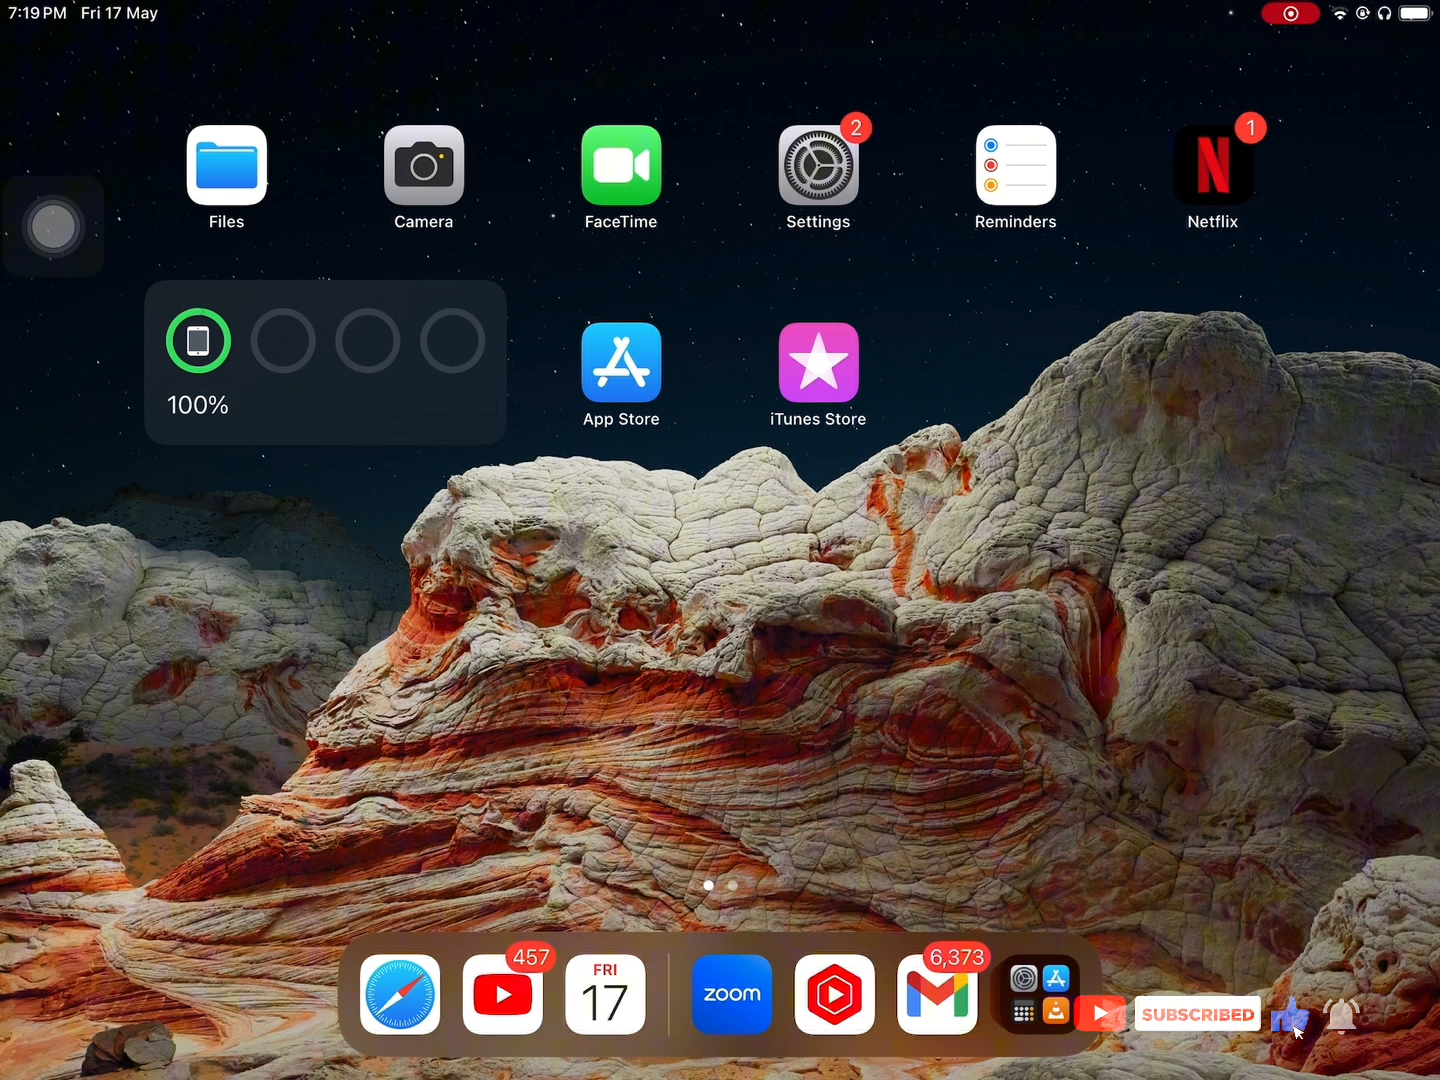 7:19 PM Fri 17 May
2
1
Files
Camera
FaceTime
Settings
Reminders
Netflix
100%
App Store
iTunes Store
457
6,373
FRI
17
zoom
SUBSCRIBED